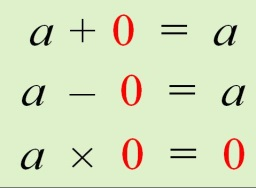 a + 0 = a
a − 0 = a
a × 0 = 0